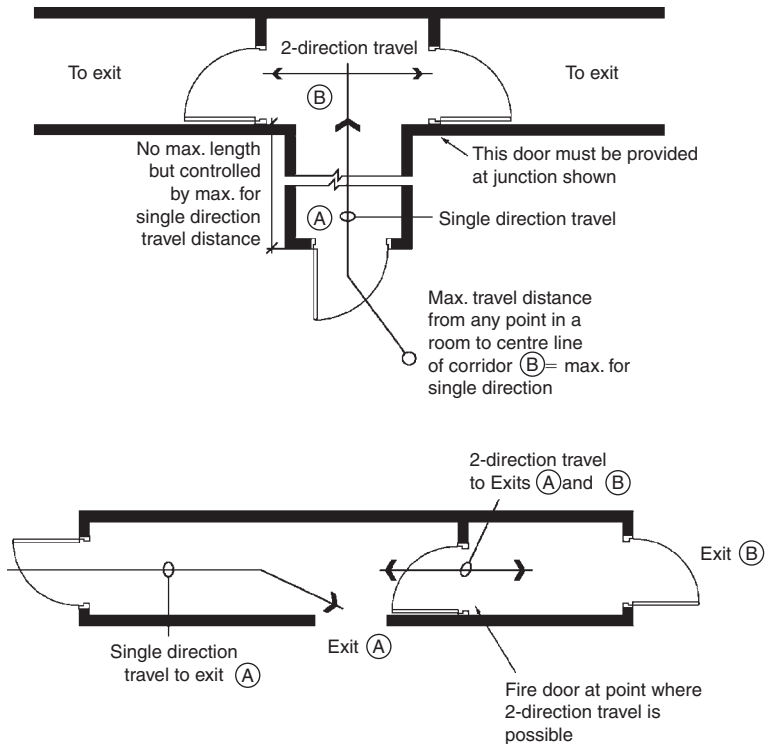 2-direction travel
To exit
To exit
B
No max. length
but controlled
by max. for
single direction
travel distance
This door must be provided
at junction shown
A
Single direction travel
Max. travel distance
from any point in a
room to centre line
of corridor B = max. for
single direction
2-direction travel
to Exits A and B
Exit B
Single direction
travel to exit A
Exit A
Fire door at point where
2-direction travel is
possible